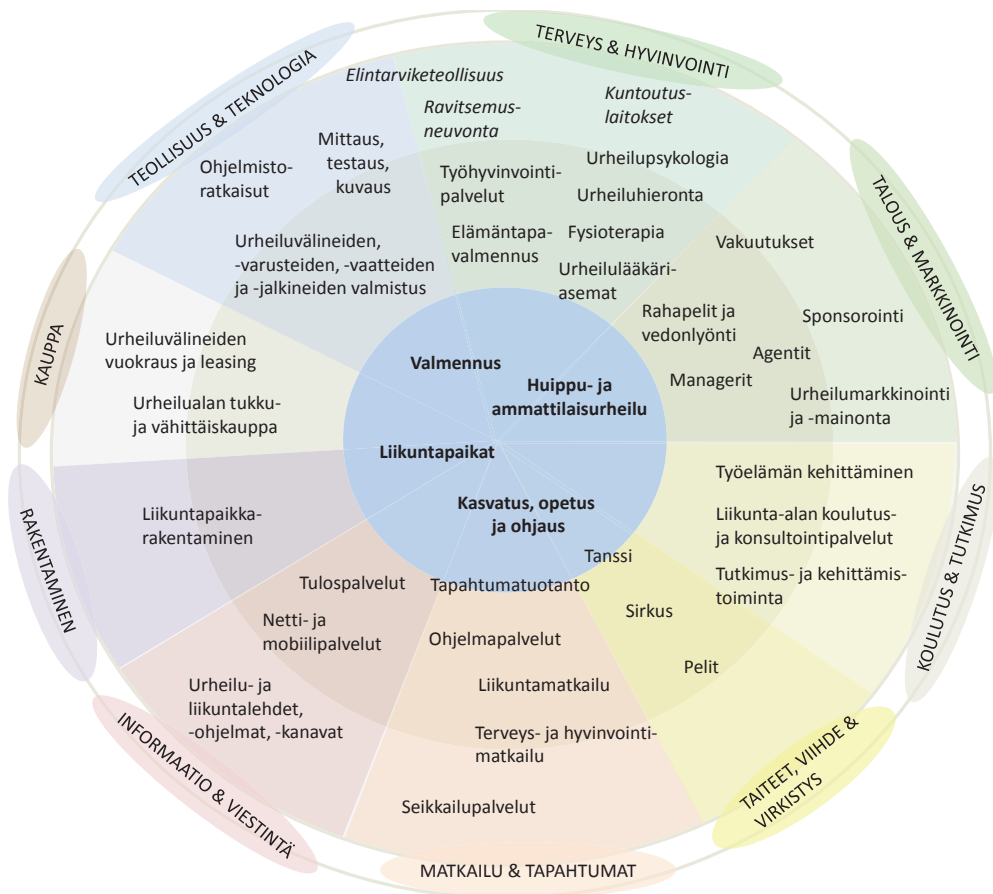 TERVEYS & HYVINVOINTI
Elintarviketeollisuus
Ravitsemus-
neuvonta
Kuntoutus-
laitokset
Urheilupsykologia
Työhyvinvointi-
palvelut
Urheiluhieronta
Elämäntapa-
valmennus
Fysioterapia
Urheilulääkäri-
asemat
TALOUS & MARKKINOINTI
Vakuutukset
Rahapelit ja
vedonlyönti
Sponsorointi
Agentit
Managerit
Urheilumarkkinointi
ja -mainonta
KOULUTUS & TUTKIMUS
Työelämän kehittäminen
Liikunta-alan koulutus-
ja konsultointipalvelut
Tutkimus- ja kehittämis-
toiminta
TAITEET, VIIHDE &
VIRKISTYS
Tanssi
Sirkus
Pelit
MATKAILU & TAPAHTUMAT
Tapahtumatuotanto
Ohjelmapalvelut
Liikuntamatkailu
Terveys- ja hyvinvointi-
matkailu
Seikkailupalvelut
INFORMAATIO & VIESTINTÄ
Tulospalvelut
Netti- ja
mobiilipalvelut
Urheilu- ja
liikuntalehdet,
-ohjelmat, -kanavat
RAKENTAMINEN
Liikuntapaikka-
rakentaminen
KAUPPA
Urheiluvälineiden
vuokraus ja leasing
Urheilualan tukku-
ja vähittäiskauppa
TEOLLISUUS & TEKNOLOGIA
Ohjelmisto-
ratkaisut
Mittaus,
testaus,
kuvaus
Urheiluvälineiden,
-varusteiden, -vaatteiden
ja -jalkineiden valmistus
Valmennus
Huippu- ja
ammattilaisurheilu
Liikuntapaikat
Kasvatus, opetus
ja ohjaus